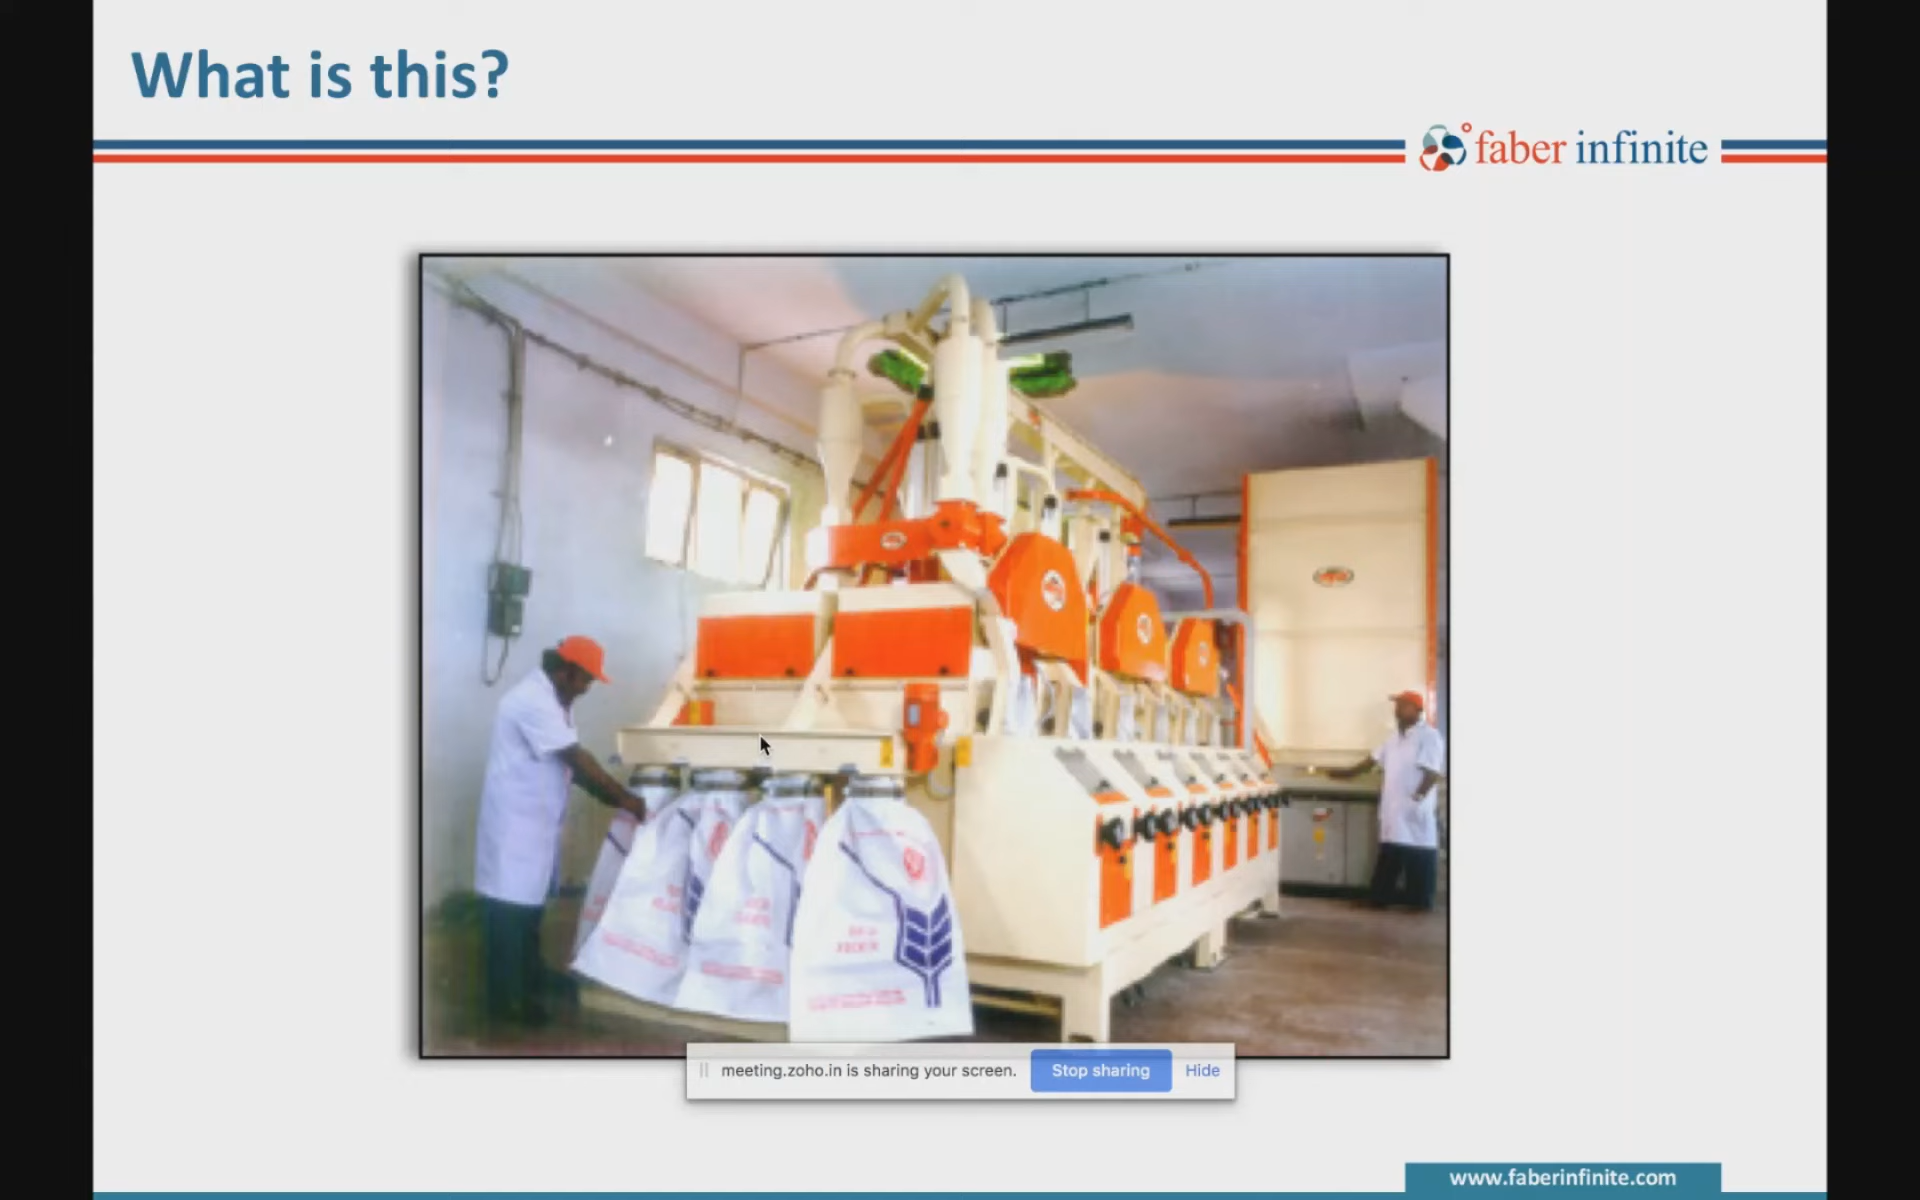 What is this?
faber infinite
meeting.zoho.in is sharing your screen.
Stop sharing
Hide
www.faberinfinite.com